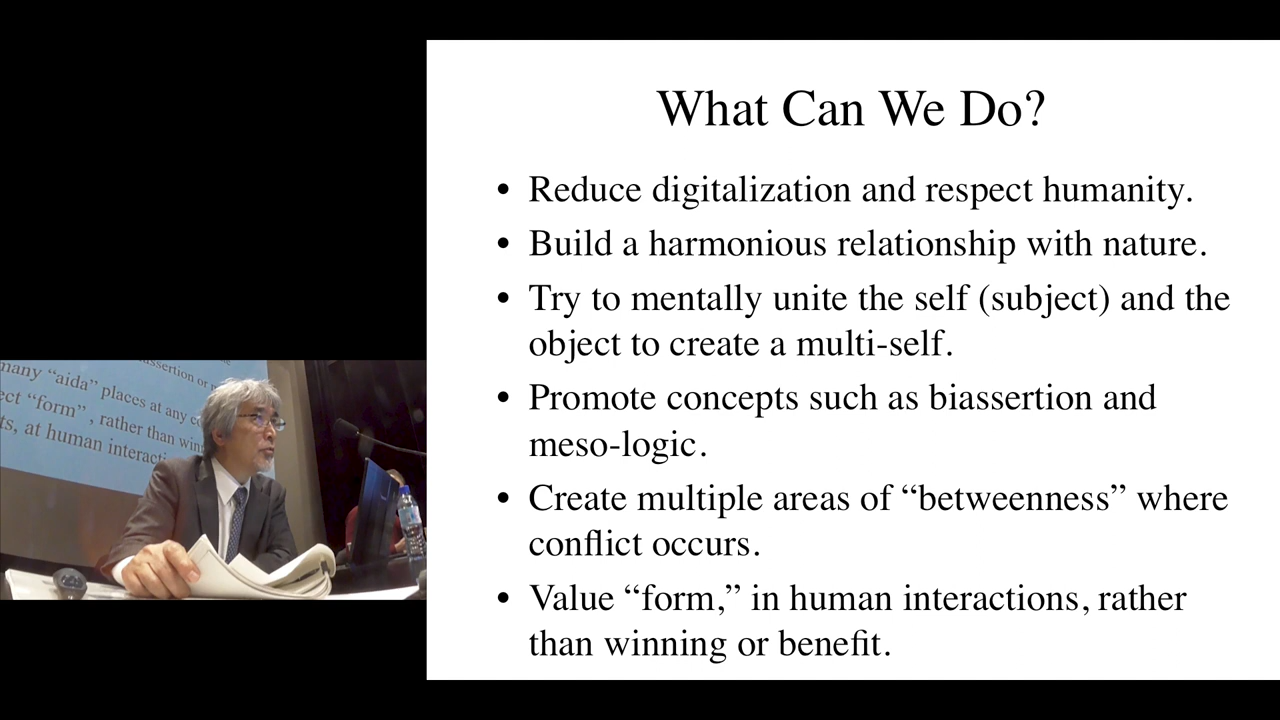 What Can We Do?
• Reduce digitalization and respect humanity.
• Build a harmonious relationship with nature.
• Try to mentally unite the self (subject) and the
object to create a multi-self.
• Promote concepts such as biassertion and
meso-logic.
• Create multiple areas of “betweenness” where
conflict occurs.
• Value “form,” in human interactions, rather
than winning or benefit.
assertion or
many “aida” places at any
ect “form”, rather than win
ts, at human interacti